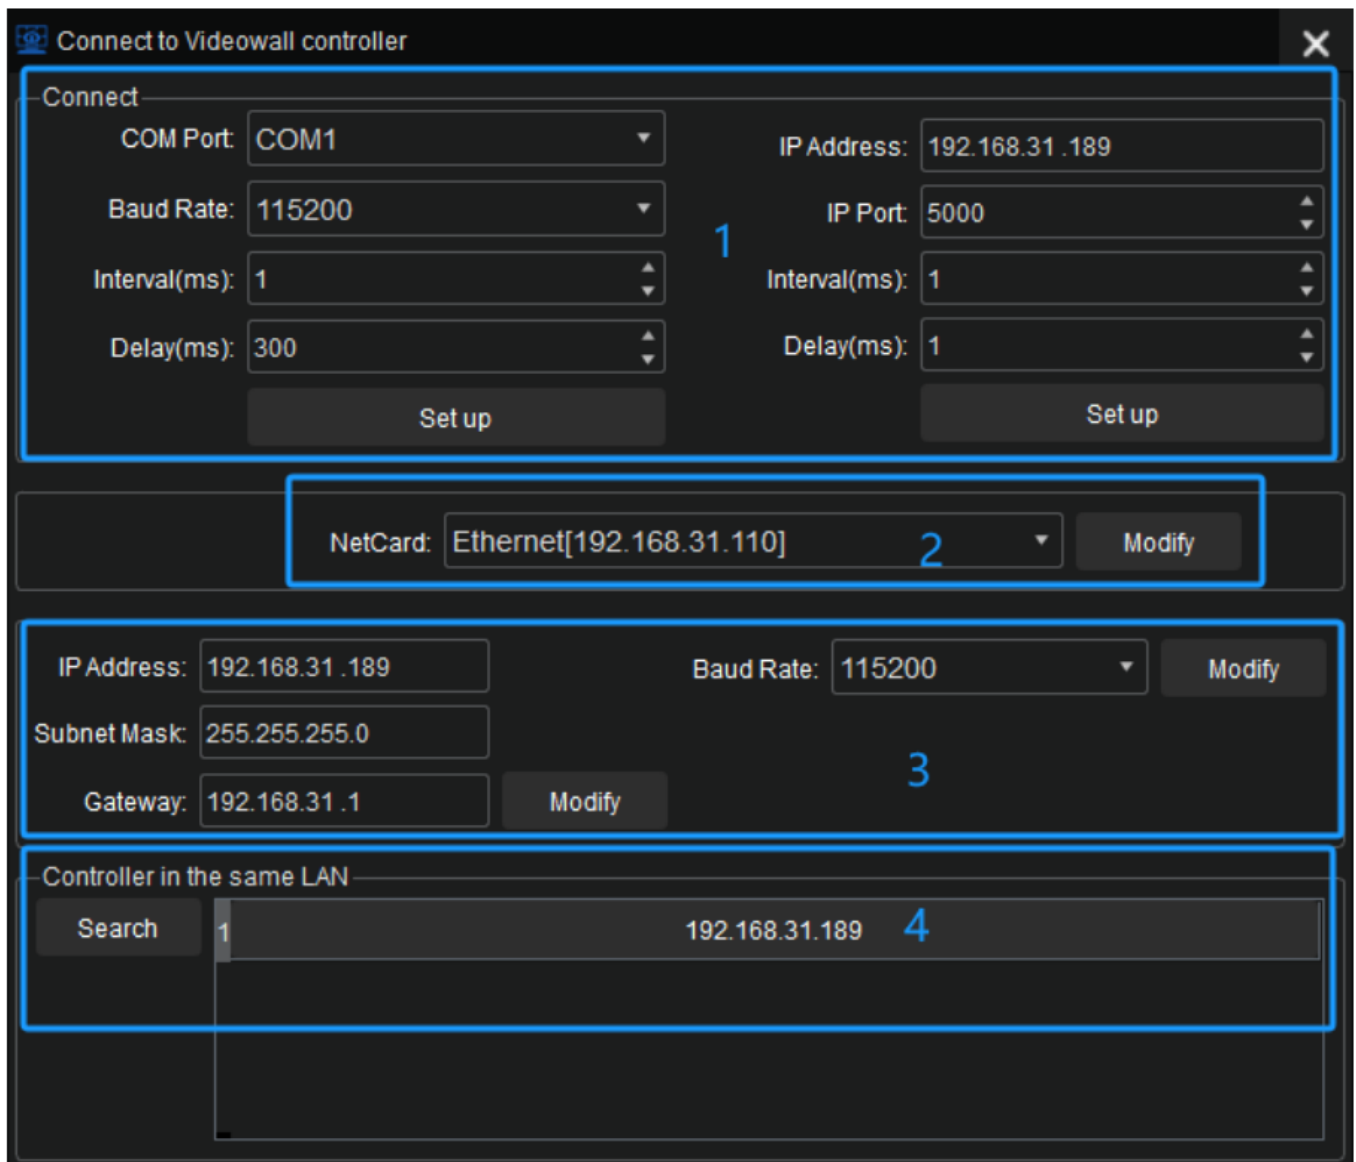 Connect to Videowall controller
Connect
COM Port: COM1
Baud Rate: 115200
Interval(ms): 1
Delay(ms): 300
Set up
1
IP Address: 192.168.31 .189
IP Port: 5000
Interval(ms): 1
Delay(ms): 1
Set up
NetCard: Ethernet[192.168.31.110] 2 Modify
IP Address: 192.168.31 .189
Subnet Mask: 255.255.255.0
Gateway: 192.168.31 .1 Modify
Baud Rate: 115200 Modify
3
Controller in the same LAN
Search 1 192.168.31.189 4